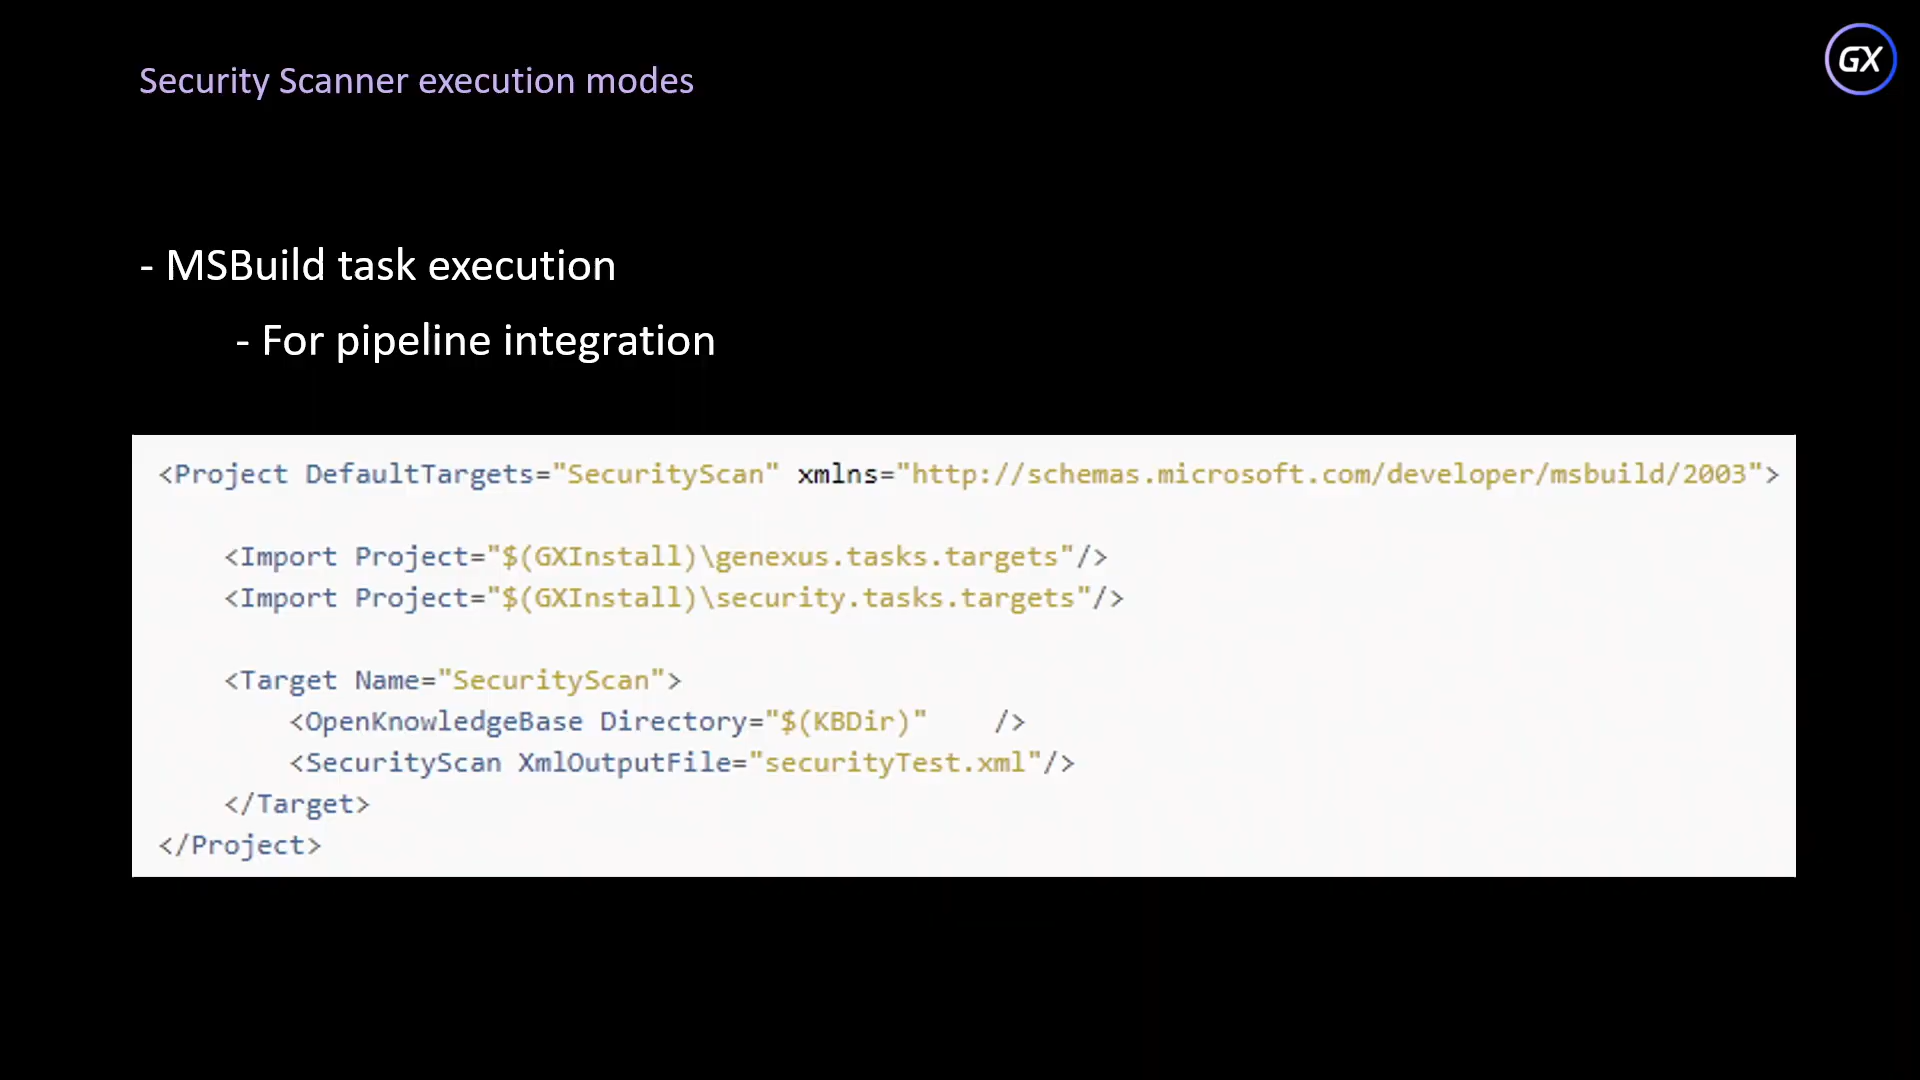 GX
Security Scanner execution modes
- MSBuild task execution
- For pipeline integration
<Project DefaultTargets="SecurityScan" xmlns="http://schemas.microsoft.com/developer/msbuild/2003">
<Import Project="$(GXInstall)\genexus.tasks.targets"/>
<Import Project="$(GXInstall)\security.tasks.targets"/>
<Target Name="SecurityScan">
<OpenKnowledgeBase Directory="$(KBDir)"    />
<SecurityScan XmlOutputFile="securityTest.xml"/>
</Target>
</Project>